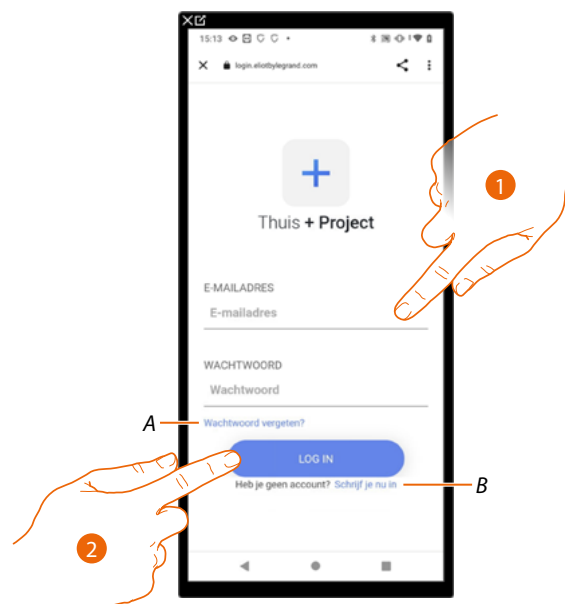 15:13
login.eliotbylegrand.com
Thuis + Project
1
E-MAILADRES
E-mailadres
WACHTWOORD
Wachtwoord
A
Wachtwoord vergeten?
LOG IN
Heb je geen account? Schrijf je nu in
B
2